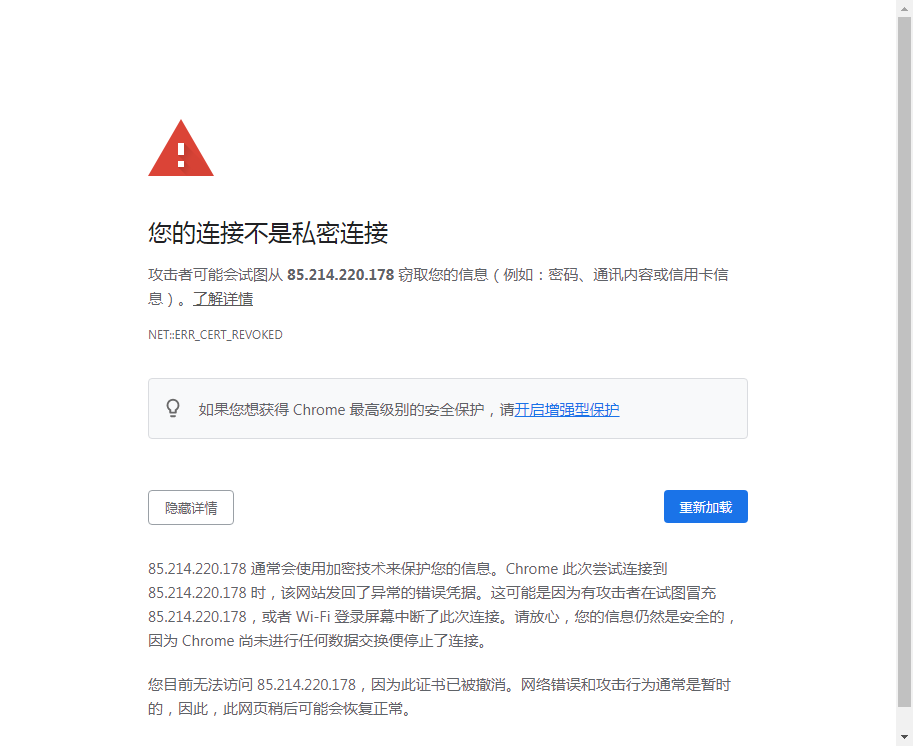 您的连接不是私密连接
攻击者可能会试图从 85.214.220.178 窃取您的信息（例如：密码、通讯内容或信用卡信
息）。了解详情
NET::ERR_CERT_REVOKED
如果您想获得 Chrome 最高级别的安全保护，请开启增强型保护
隐藏详情
重新加载
85.214.220.178 通常会使用加密技术来保护您的信息。Chrome 此次尝试连接到
85.214.220.178 时，该网站发回了异常的错误凭据。这可能是因为有攻击者在试图冒充
85.214.220.178，或者 Wi-Fi 登录屏幕中断了此次连接。请放心，您的信息仍然是安全的，
因为 Chrome 尚未进行任何数据交换便停止了连接。
您目前无法访问 85.214.220.178，因为此证书已被撤消。网络错误和攻击行为通常是暂时
的，因此，此网页稍后可能会恢复正常。